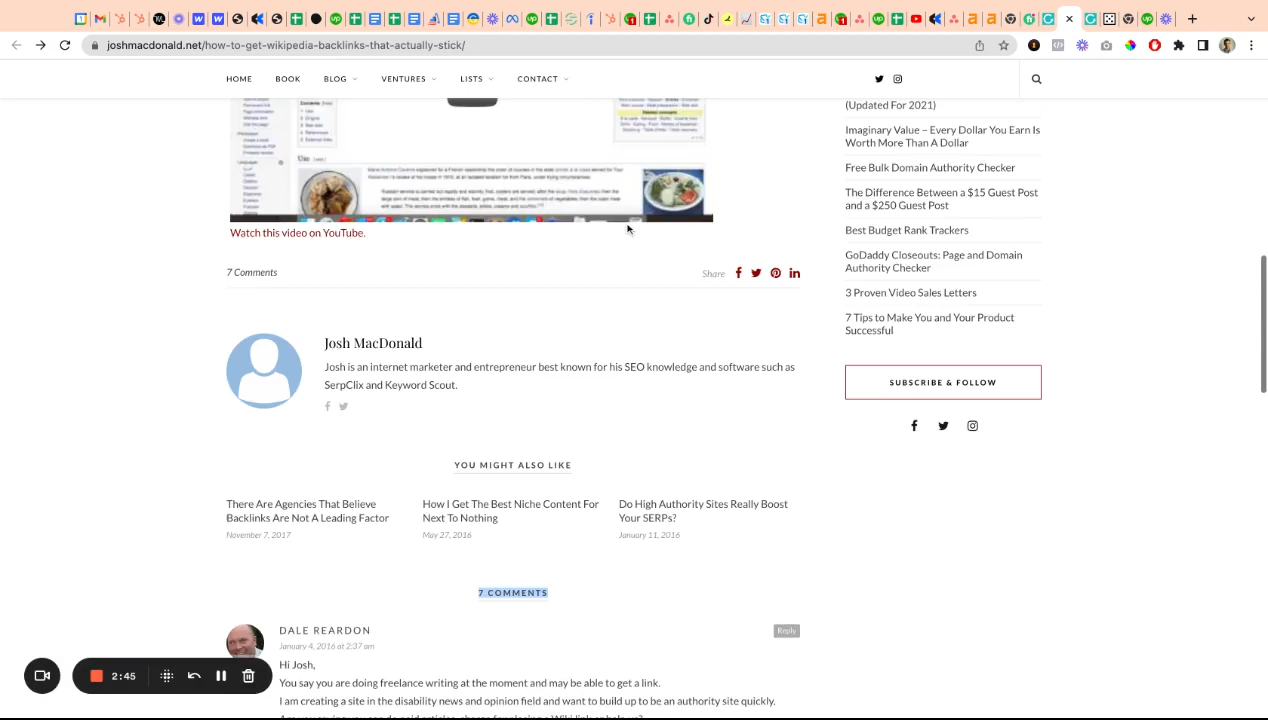 joshmacdonald.net/how-to-get-wikipedia-backlinks-that-actually-stick/
HOME BOOK BLOG VENTURES LISTS CONTACT
Use
Watch this video on YouTube.
7 Comments
Share
Josh MacDonald
Josh is an internet marketer and entrepreneur best known for his SEO knowledge and software such as
SerpClix and Keyword Scout.
YOU MIGHT ALSO LIKE
There Are Agencies That Believe
Backlinks Are Not A Leading Factor
November 7, 2017
How I Get The Best Niche Content For
Next To Nothing
May 27, 2016
Do High Authority Sites Really Boost
Your SERPs?
January 11, 2016
7 COMMENTS
DALE REARDON
Reply
January 4, 2016 at 2:37 am
Hi Josh,
You say you are doing freelance writing at the moment and may be able to get a link.
I am creating a site in the disability news and opinion field and want to build up to be an authority site quickly.
2:45
(Updated For 2021)
Imaginary Value – Every Dollar You Earn Is
Worth More Than A Dollar
Free Bulk Domain Authority Checker
The Difference Between a $15 Guest Post
and a $250 Guest Post
Best Budget Rank Trackers
GoDaddy Closeouts: Page and Domain
Authority Checker
3 Proven Video Sales Letters
7 Tips to Make You and Your Product
Successful
SUBSCRIBE & FOLLOW